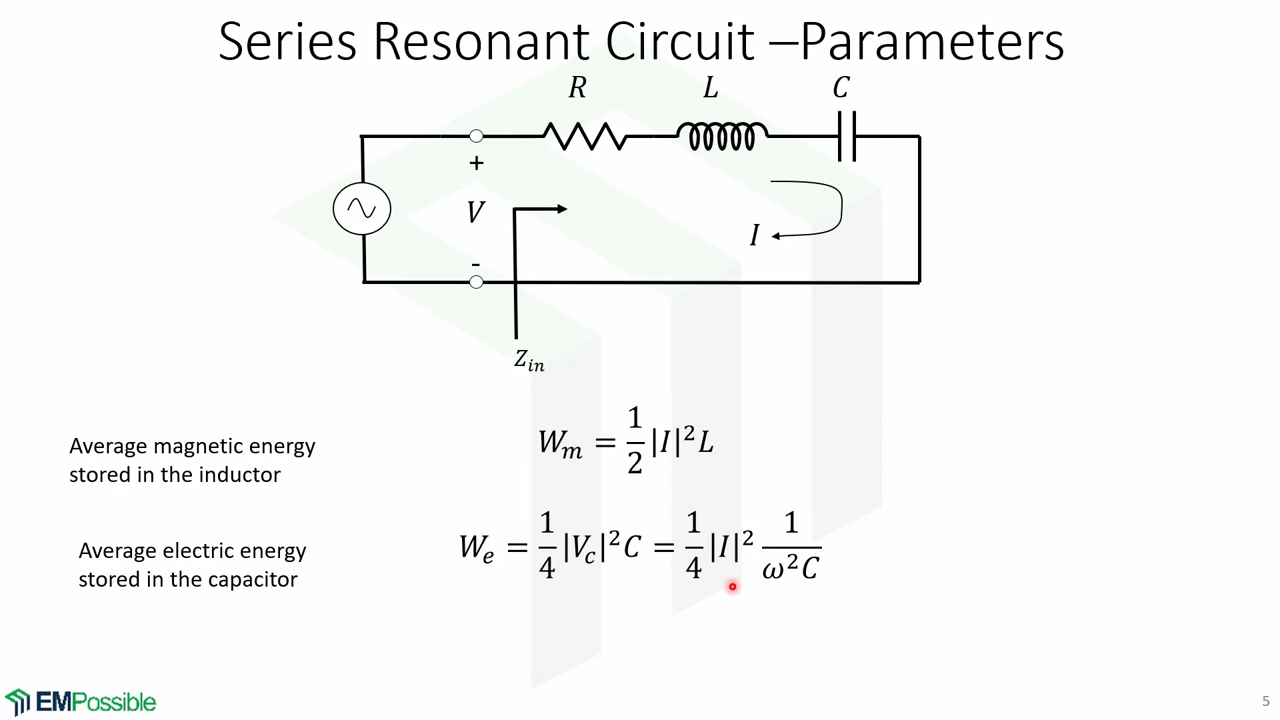 Series Resonant Circuit –Parameters
R L C
+
V
-
I
Z_in
Average magnetic energy
stored in the inductor
W_m = 1/2 |I|²L
Average electric energy
stored in the capacitor
W_e = 1/4 |V_c|²C = 1/4 |I|² 1/ω²C
EMPossible
5